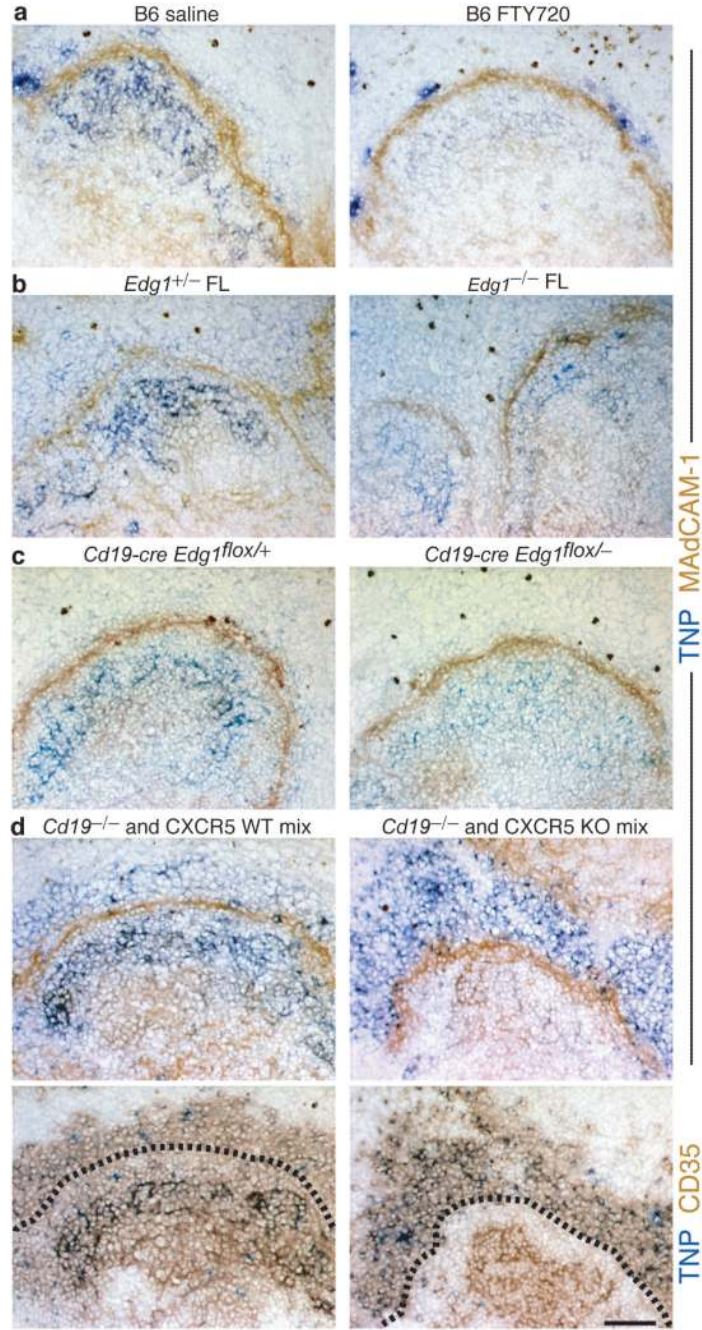 a
B6 saline
B6 FTY720
b
Edg1+/– FL
Edg1–/– FL
c
Cd19-cre Edg1flox/+
Cd19-cre Edg1flox/–
d
Cd19–/– and CXCR5 WT mix
Cd19–/– and CXCR5 KO mix
TNP MAdCAM-1
TNP CD35